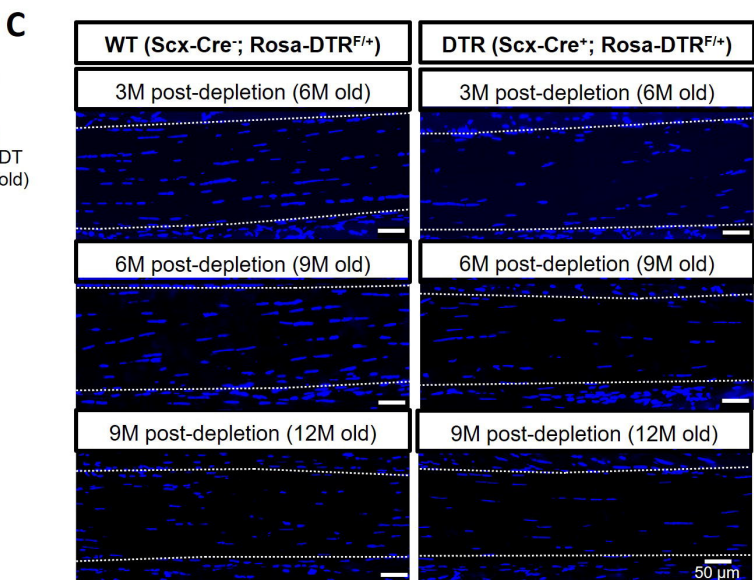 C
WT (Scx-Cre⁻; Rosa-DTRF/⁺)
DTR (Scx-Cre⁺; Rosa-DTRF/⁺)
3M post-depletion (6M old)
3M post-depletion (6M old)
DT
old)
6M post-depletion (9M old)
6M post-depletion (9M old)
9M post-depletion (12M old)
9M post-depletion (12M old)
50 µm